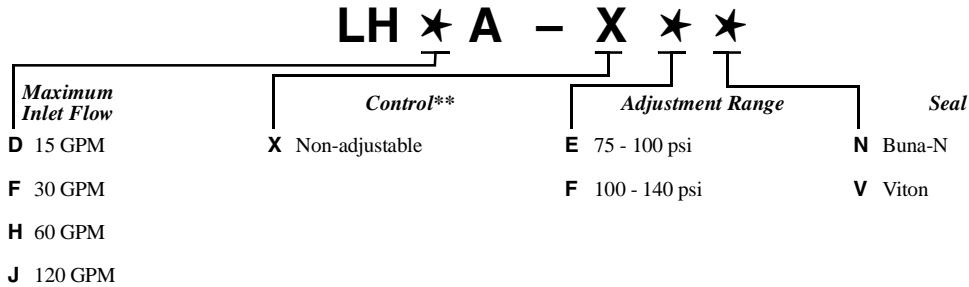 LH ✶ A – X ✶ ✶
Maximum
Inlet Flow
Control**
Adjustment Range
Seal
D 15 GPM
X Non-adjustable
E 75 - 100 psi
N Buna-N
F 30 GPM
F 100 - 140 psi
V Viton
H 60 GPM
J 120 GPM